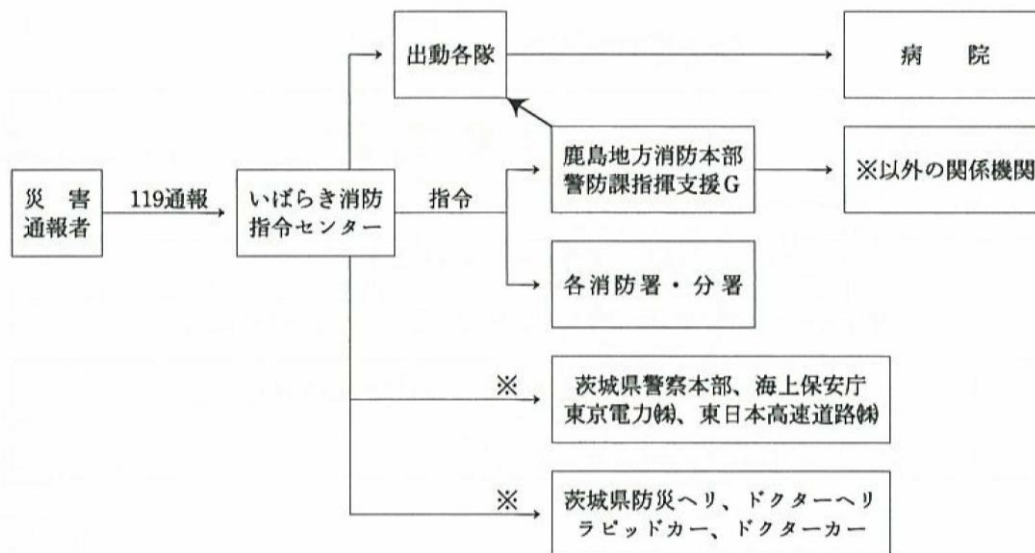 出動各隊
病院
鹿島地方消防本部
警防課指揮支援G
※以外の関係機関
災害
通報者
119通報
いばらき消防
指令センター
指令
各消防署・分署
※
茨城県警察本部、海上保安庁
東京電力㈱、東日本高速道路㈱
※
茨城県防災ヘリ、ドクターヘリ
ラピッドカー、ドクターカー